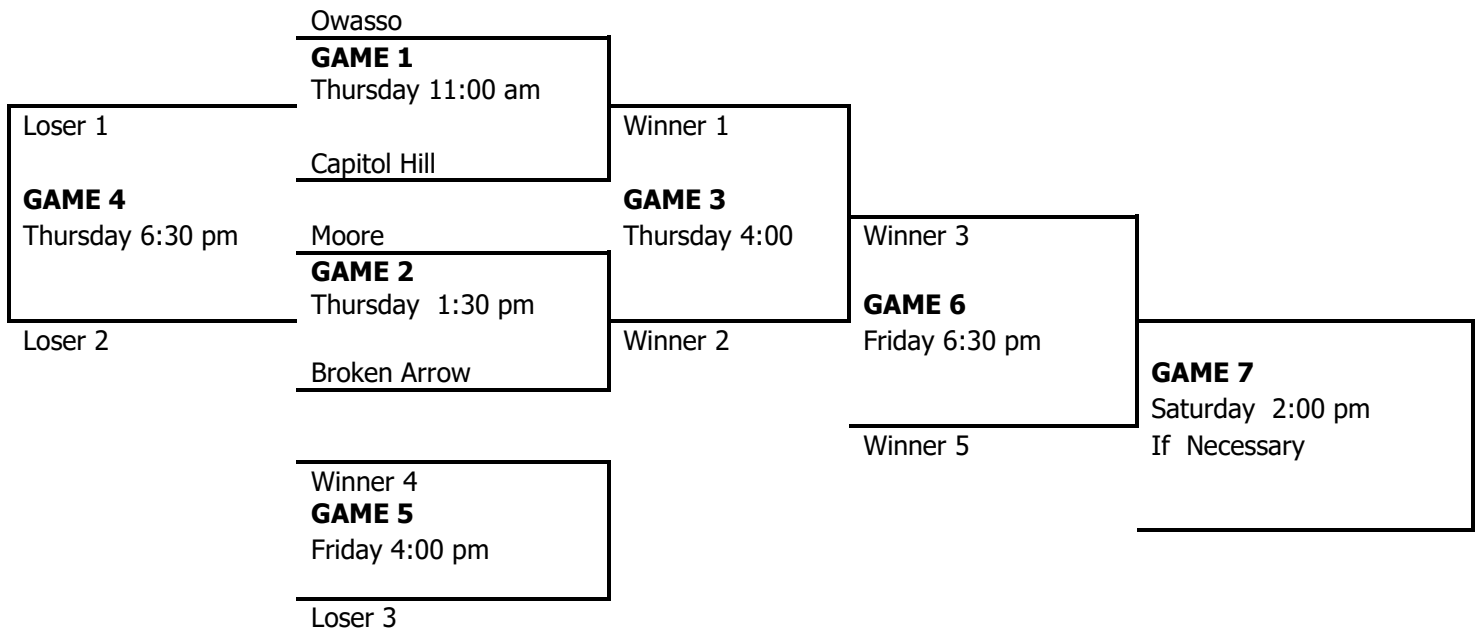 Owasso
GAME 1
Thursday 11:00 am
Capitol Hill
Loser 1
GAME 4
Thursday 6:30 pm
Loser 2
Moore
GAME 2
Thursday  1:30 pm
Broken Arrow
Winner 4
GAME 5
Friday 4:00 pm
Loser 3
Winner 1
GAME 3
Thursday 4:00
Winner 2
Winner 3
GAME 6
Friday 6:30 pm
Winner 5
GAME 7
Saturday  2:00 pm
If  Necessary